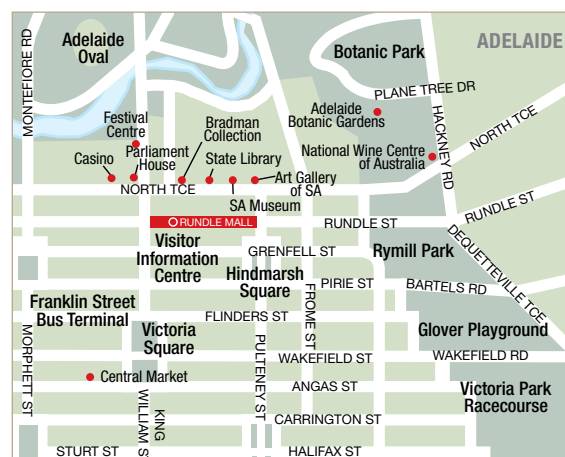 MONTEFIORE RD
Adelaide
Oval
Botanic Park
ADELAIDE
PLANE TREE DR
Adelaide
Botanic Gardens
HACKNEY RD
NORTH TCE
Festival
Centre
Bradman
Collection
National Wine Centre
of Australia
Casino
Parliament
House
State Library
Art Gallery
of SA
NORTH TCE
SA Museum
RUNDLE MALL
RUNDLE ST
RUNDLE ST
Visitor
Information
Centre
GRENFELL ST
Rymill Park
DEQUETTEVILLE TCE
Hindmarsh
Square
PIRIE ST
BARTELS RD
FROME ST
Franklin Street
Bus Terminal
FLINDERS ST
Glover Playground
MORPHETT ST
Victoria
Square
PULTENEY ST
WAKEFIELD ST
WAKEFIELD RD
Central Market
ANGAS ST
Victoria Park
Racecourse
KING
WILLIAM S
CARRINGTON ST
STURT ST
HALIFAX ST